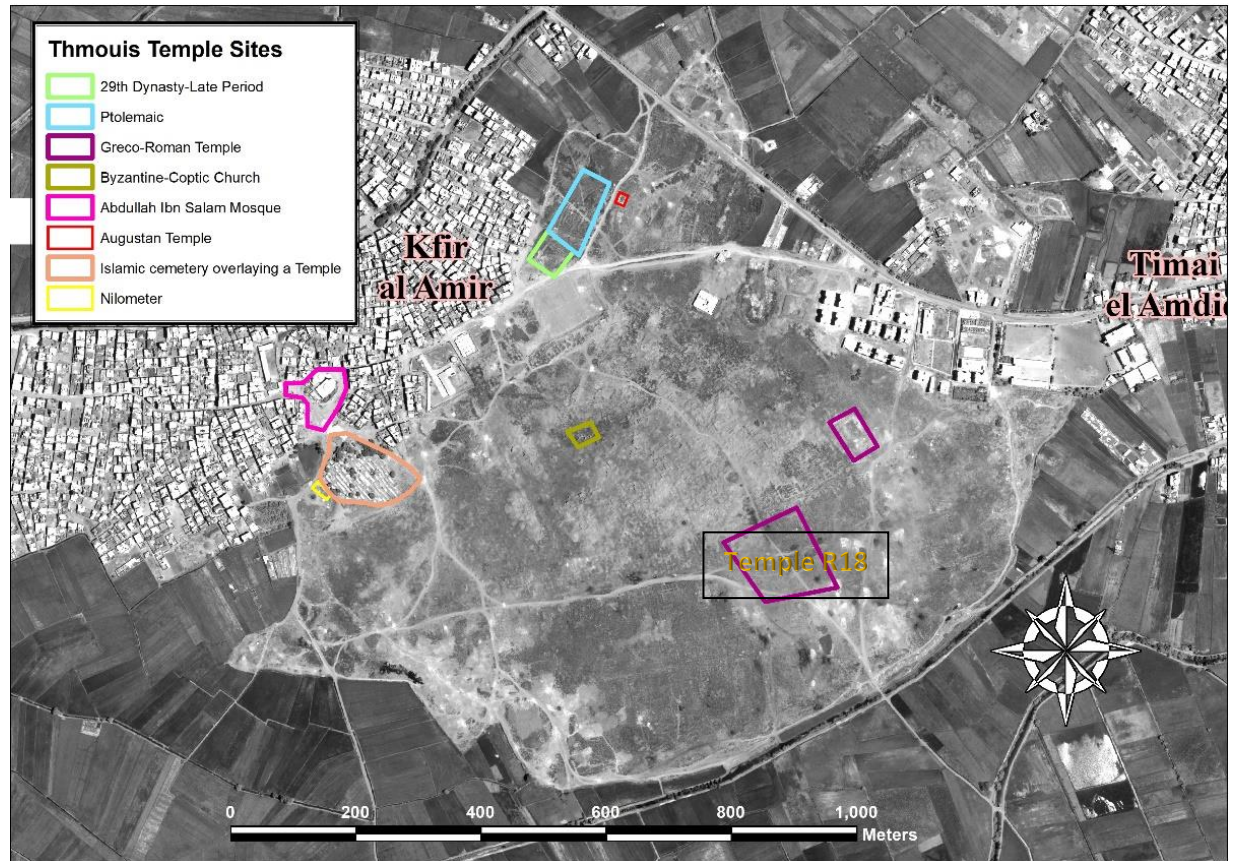 Thmouis Temple Sites
29th Dynasty-Late Period
Ptolemaic
Greco-Roman Temple
Byzantine-Coptic Church
Abdullah Ibn Salam Mosque
Augustan Temple
Islamic cemetery overlaying a Temple
Nilometer
Kfir
al Amir
Timai
el Amdid
Temple R18
0 200 400 600 800 1,000
Meters